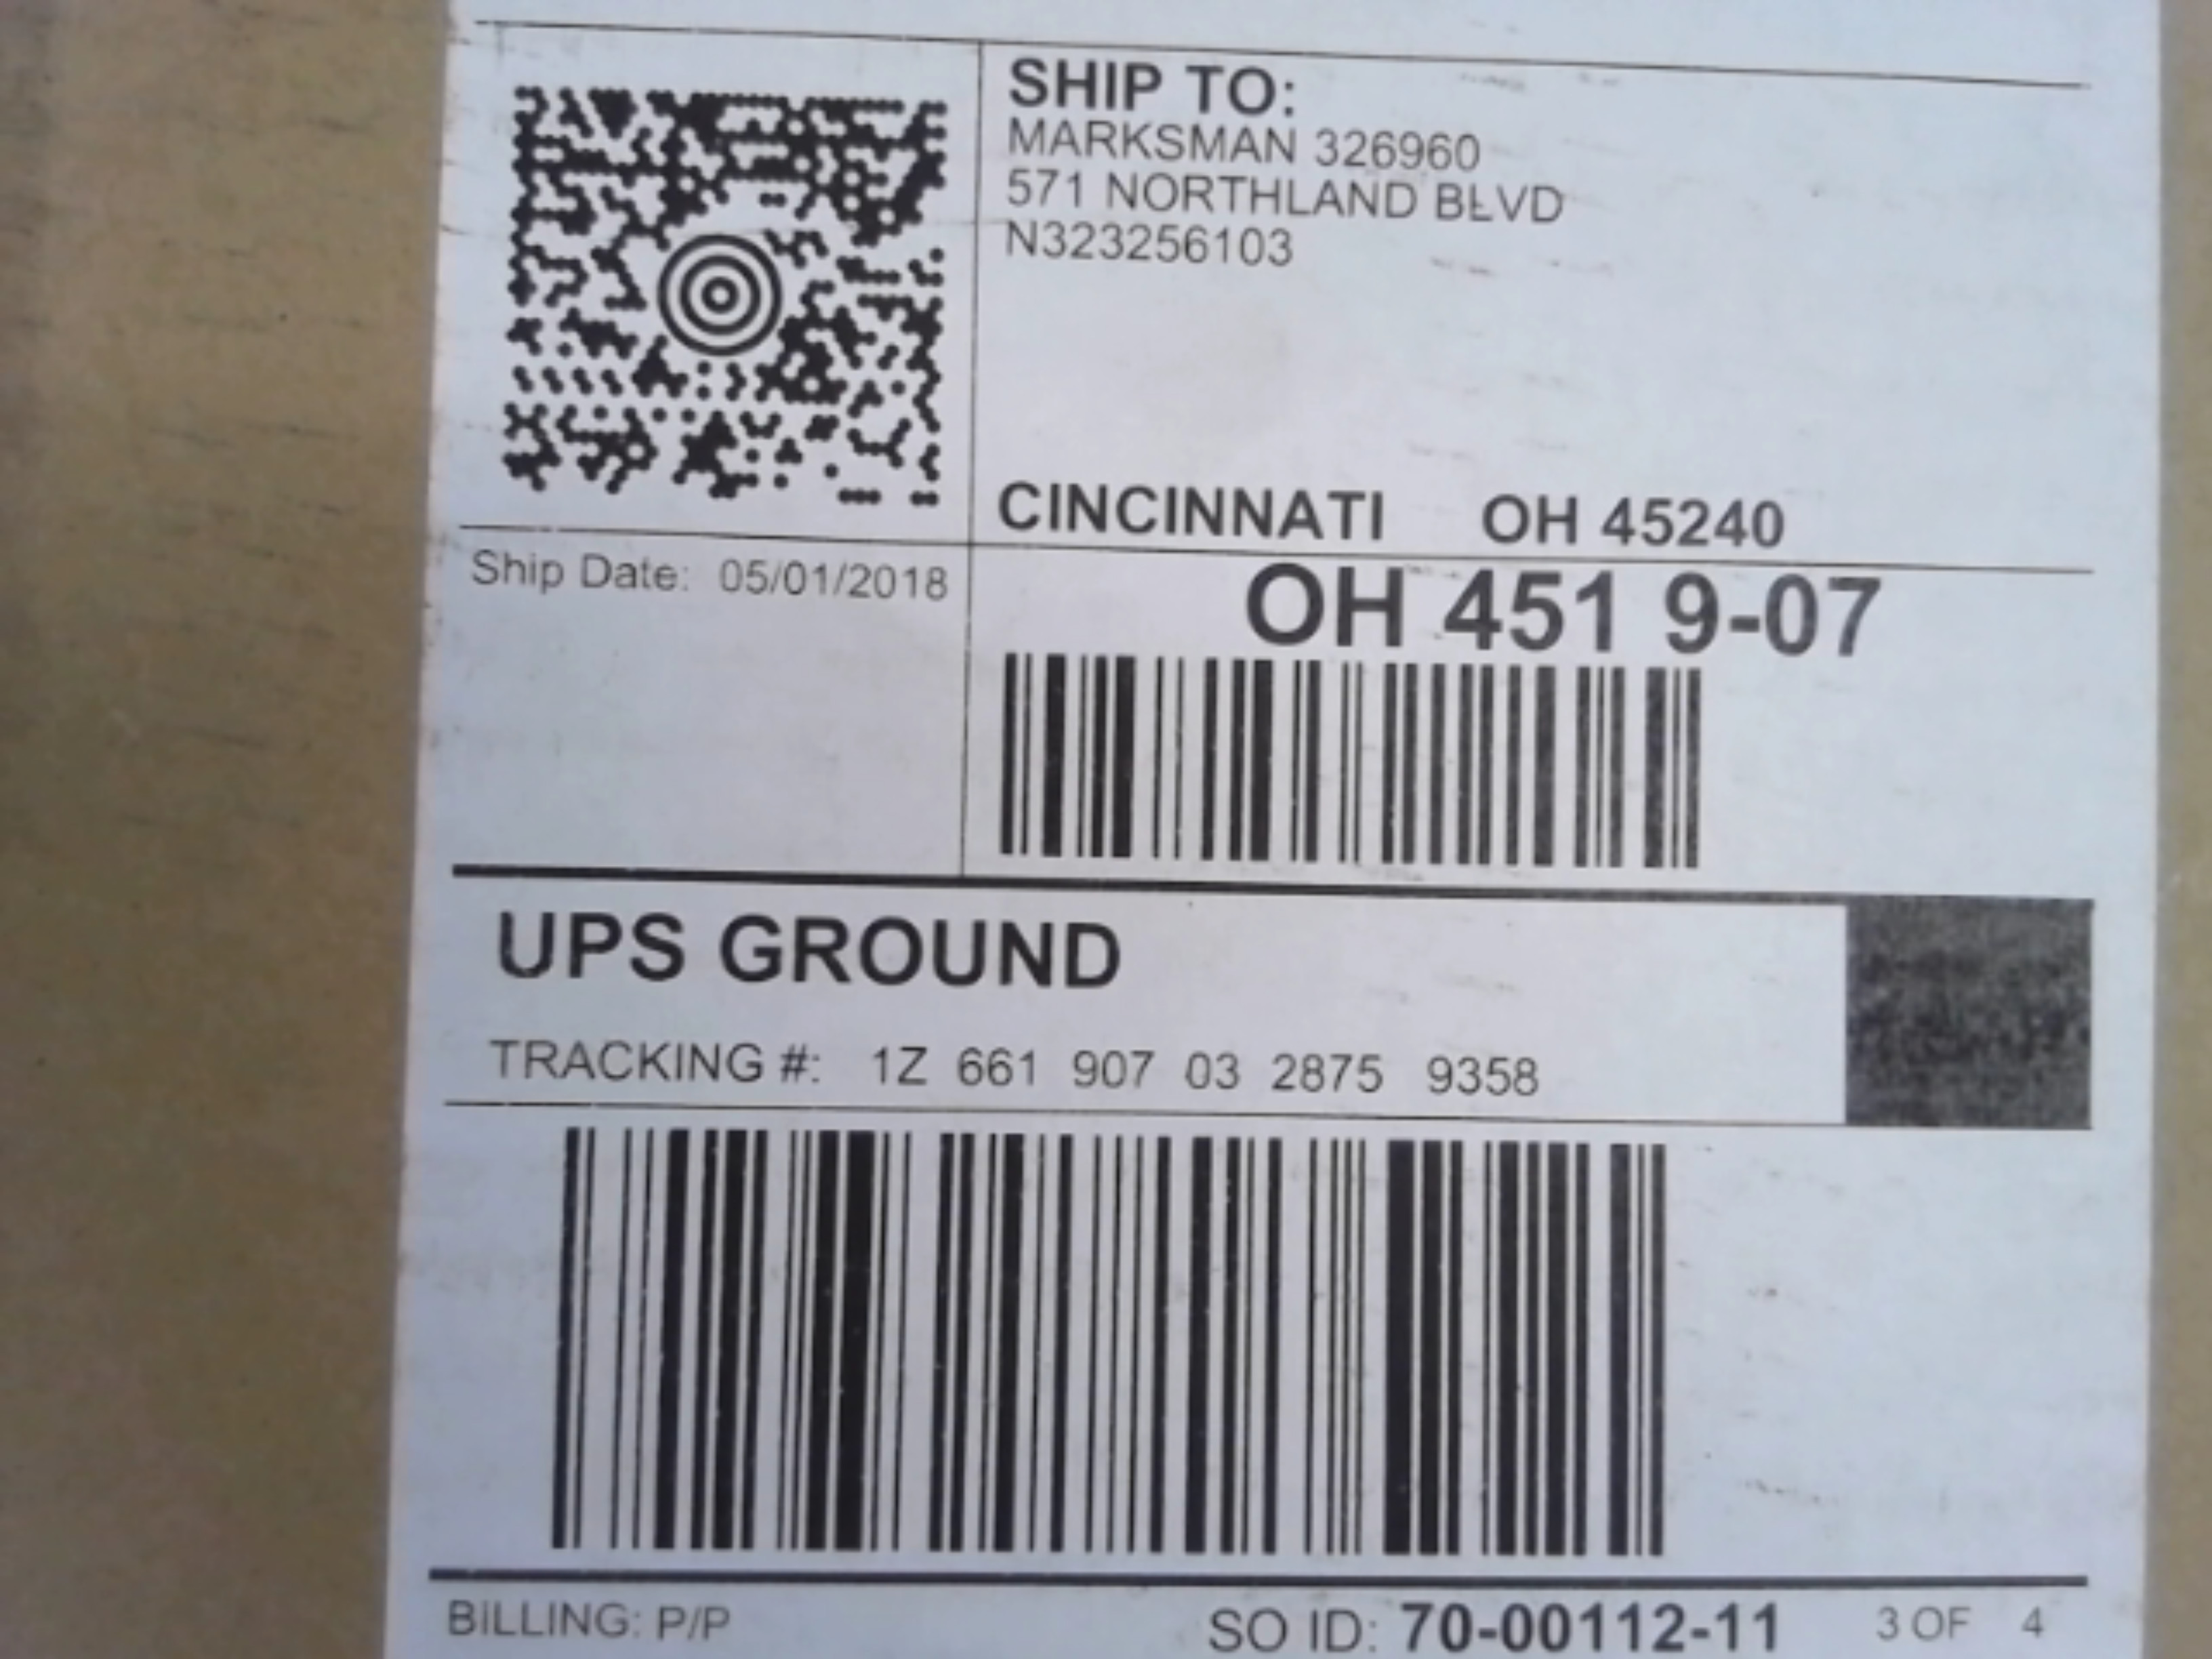 SHIP TO:
MARKSMAN 326960
571 NORTHLAND BLVD
N323256103
CINCINNATI OH 45240
Ship Date: 05/01/2018
OH 451 9-07
UPS GROUND
TRACKING #: 1Z 661 907 03 2875 9358
BILLING: P/P
SO ID: 70-00112-11 3 OF 4